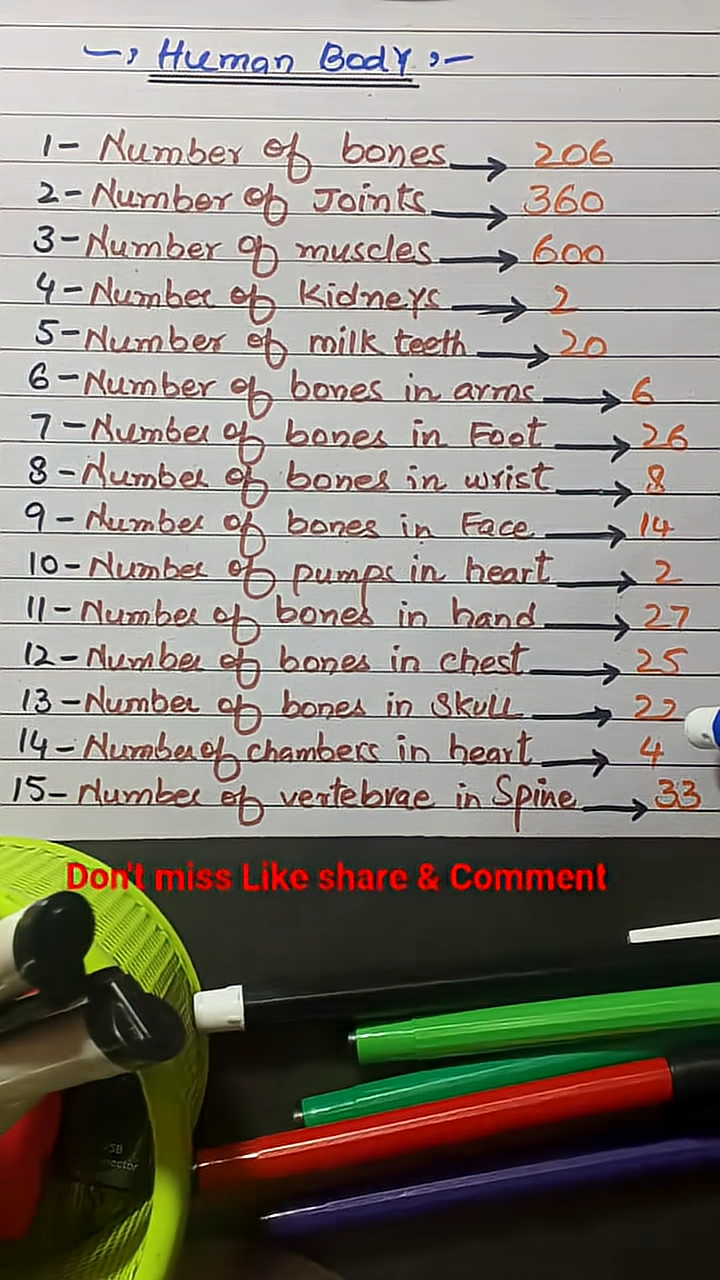 Human Body :-
1- Number of bones → 206
2- Number of Joints → 360
3- Number of muscles → 600
4- Number of Kidneys → 2
5- Number of milk teeth → 20
6- Number of bones in arms → 6
7- Number of bones in Foot → 26
8- Number of bones in wrist → 8
9- Number of bones in Face → 14
10- Number of pumps in heart → 2
11- Number of bones in hand → 27
12- Number of bones in chest → 25
13- Number of bones in Skull → 22
14- Number of chambers in heart → 4
15- Number of vertebrae in Spine → 33
Don't miss Like share & Comment